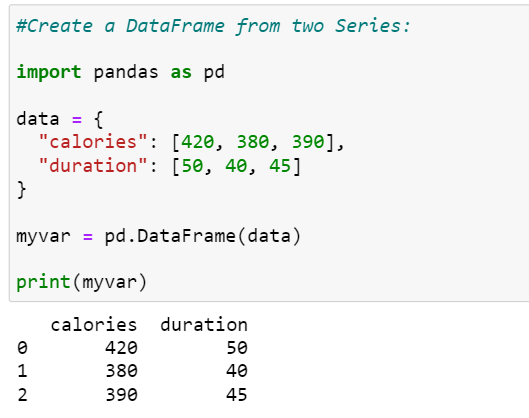 #Create a DataFrame from two Series:
import pandas as pd
data = {
  "calories": [420, 380, 390],
  "duration": [50, 40, 45]
}
myvar = pd.DataFrame(data)
print(myvar)
   calories  duration
0       420        50
1       380        40
2       390        45